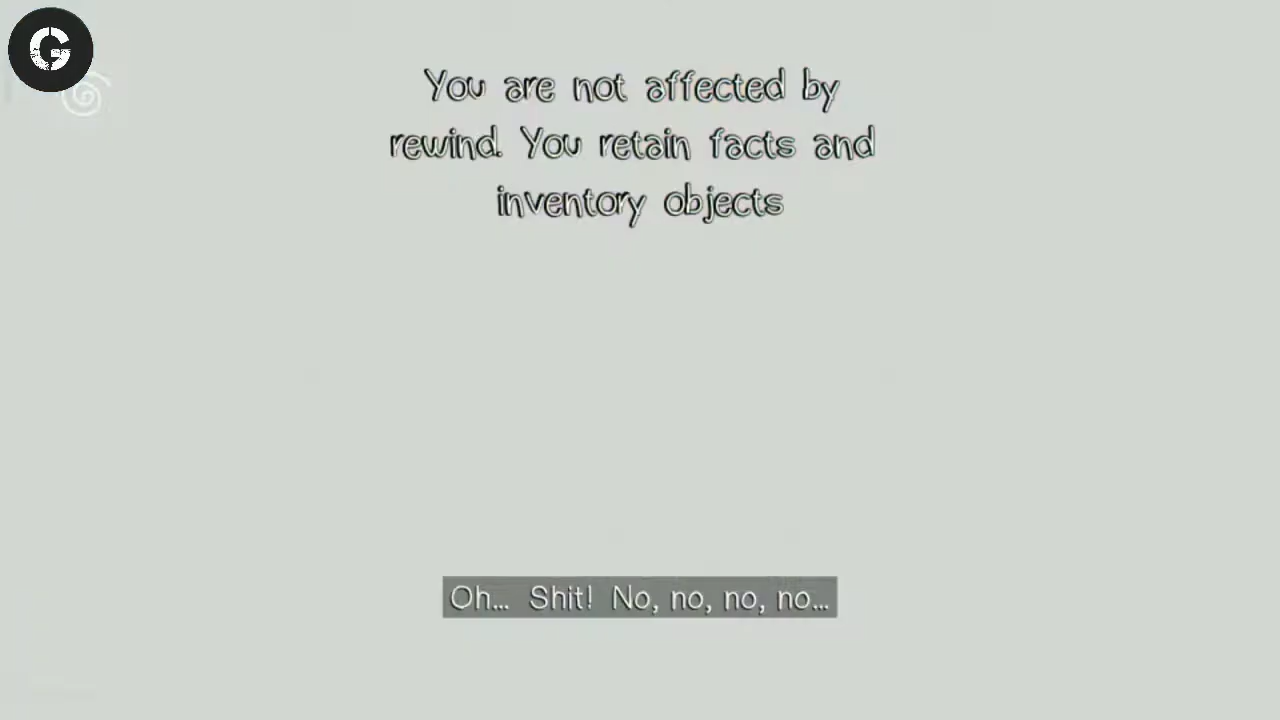 G
You are not affected by
rewind. You retain facts and
inventory objects
Oh... Shit! No, no, no, no...